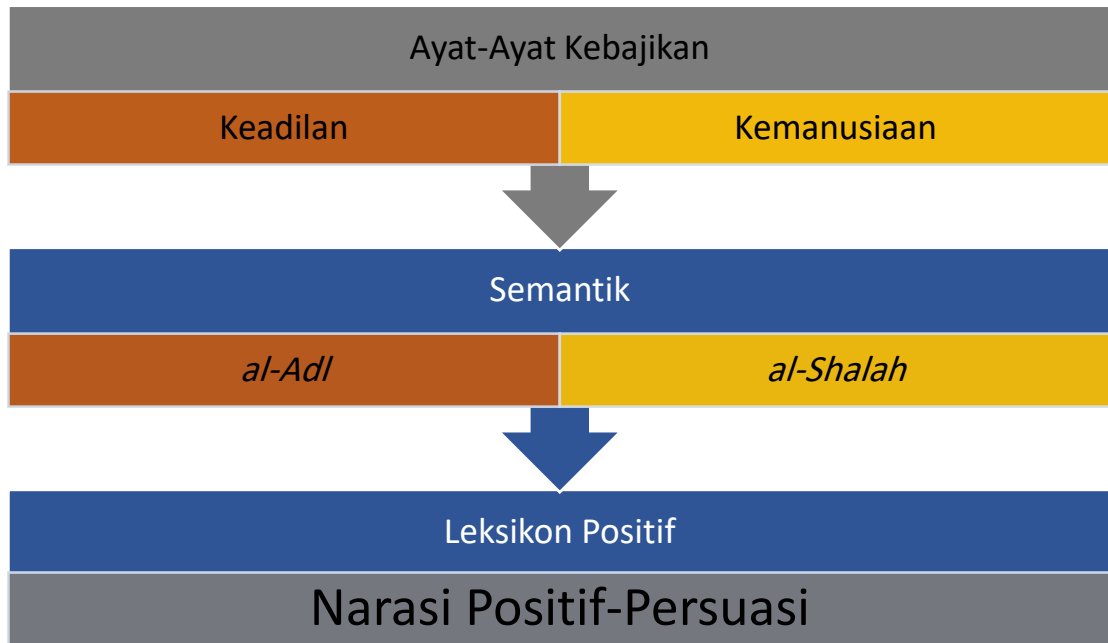 Ayat-Ayat Kebajikan
Keadilan
Kemanusiaan
Semantik
al-Adl
al-Shalah
Leksikon Positif
Narasi Positif-Persuasi